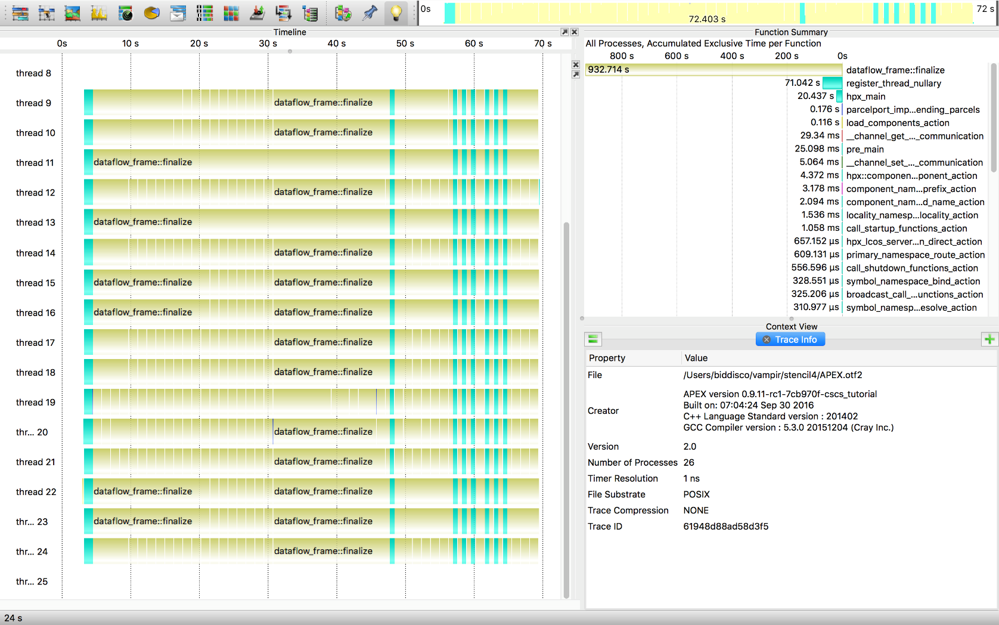 0s
72.403 s
72 s
Timeline
0s 10 s 20 s 30 s 40 s 50 s 60 s 70 s
thread 8
thread 9 dataflow_frame::finalize
thread 10 dataflow_frame::finalize
thread 11 dataflow_frame::finalize
thread 12 dataflow_frame::finalize
thread 13 dataflow_frame::finalize
thread 14 dataflow_frame::finalize
thread 15 dataflow_frame::finalize dataflow_frame::finalize
thread 16 dataflow_frame::finalize dataflow_frame::finalize
thread 17 dataflow_frame::finalize
thread 18 dataflow_frame::finalize
thread 19
thr... 20 dataflow_frame::finalize
thread 21 dataflow_frame::finalize
thread 22 dataflow_frame::finalize dataflow_frame::finalize
thr... 23 dataflow_frame::finalize dataflow_frame::finalize
thr... 24 dataflow_frame::finalize
thr... 25
Function Summary
All Processes, Accumulated Exclusive Time per Function
800 s 600 s 400 s 200 s 0s
932.714 s dataflow_frame::finalize
71.042 s register_thread_nullary
20.437 s hpx_main
0.176 s parcelport_imp...ending_parcels
0.116 s load_components_action
29.34 ms __channel_get_..._communication
25.098 ms pre_main
5.064 ms __channel_set_..._communication
4.372 ms hpx::componen...ponent_action
3.178 ms component_nam...prefix_action
2.094 ms component_nam...d_name_action
1.536 ms locality_namesp...locality_action
1.058 ms call_startup_functions_action
657.152 µs hpx_lcos_server...n_direct_action
609.131 µs primary_namespace_route_action
556.596 µs call_shutdown_functions_action
328.551 µs symbol_namespace_bind_action
325.206 µs broadcast_call_...unctions_action
310.977 µs symbol_namesp...esolve_action
Context View
Trace Info
Property Value
File /Users/biddisco/vampir/stencil4/APEX.otf2
Creator APEX version 0.9.11-rc1-7cb970f-cscs_tutorial
Built on: 07:04:24 Sep 30 2016
C++ Language Standard version : 201402
GCC Compiler version : 5.3.0 20151204 (Cray Inc.)
Version 2.0
Number of Processes 26
Timer Resolution 1 ns
File Substrate POSIX
Trace Compression NONE
Trace ID 61948d88ad58d3f5
24 s